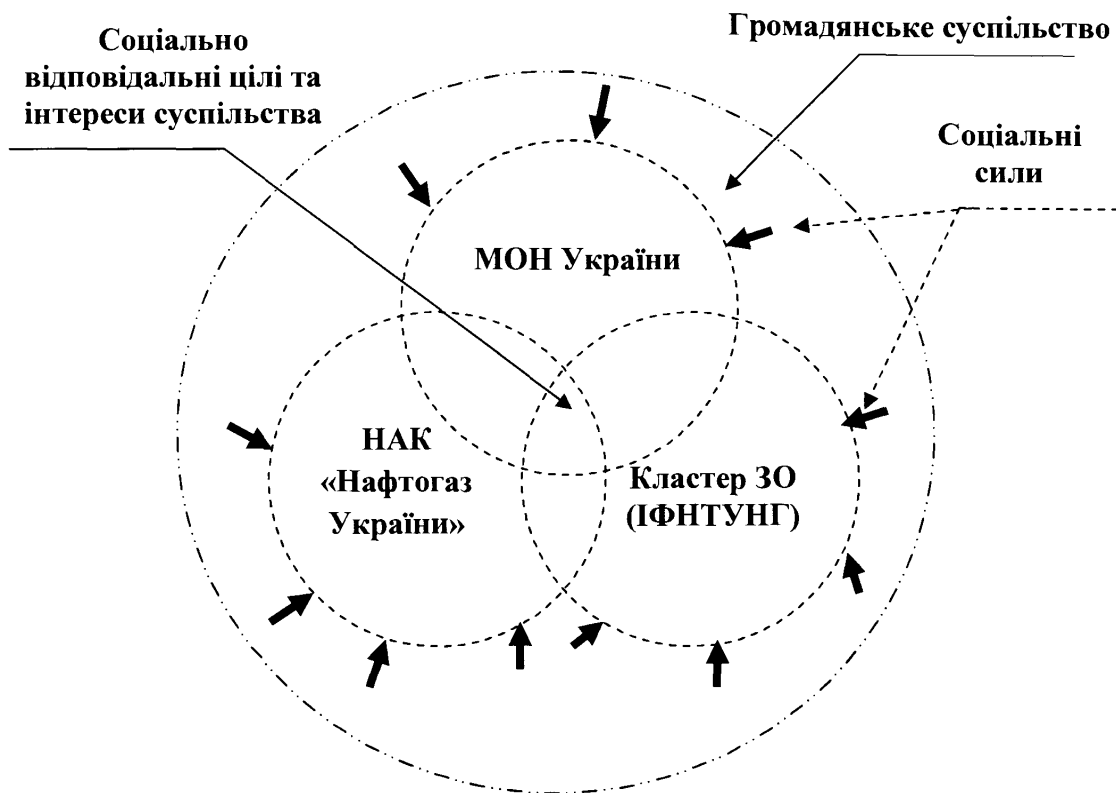 Соціально
відповідальні цілі та
інтереси суспільства
Громадянське суспільство
Соціальні
сили
МОН України
НАК
«Нафтогаз
України»
Кластер ЗО
(ІФНТУНГ)